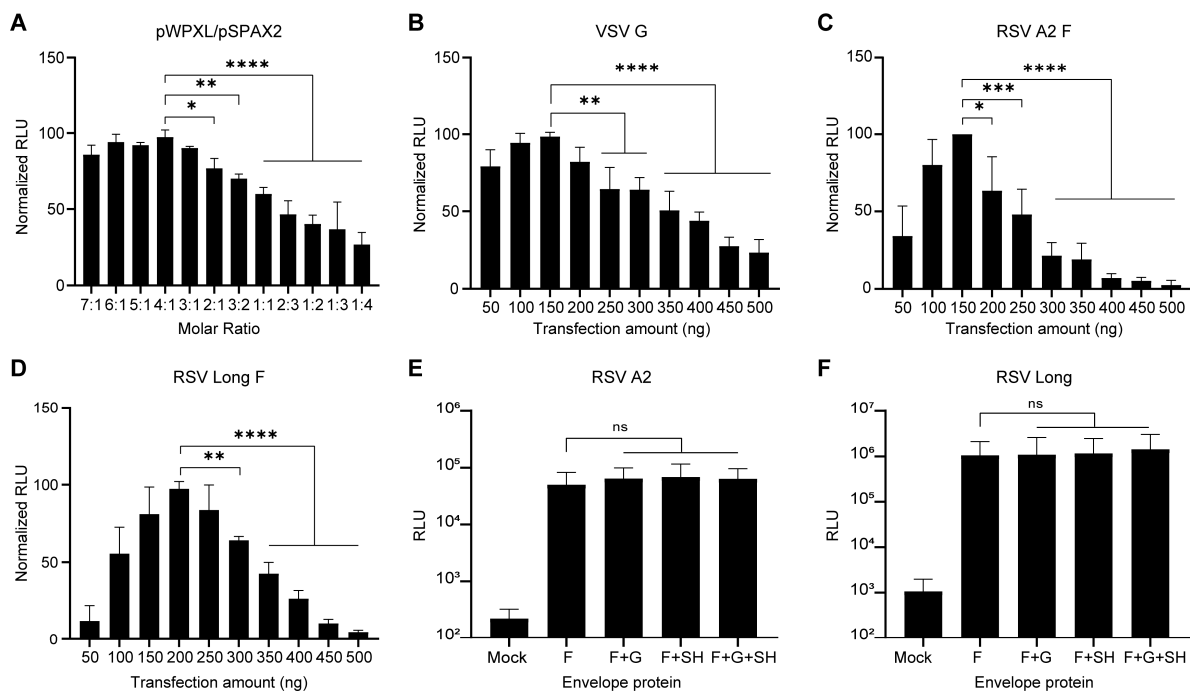 A
pWPXL/pSPAX2
Normalized RLU
150
100
50
0
****
**
*
7:1 6:1 5:1 4:1 3:1 2:1 3:2 1:1 2:3 1:2 1:3 1:4
Molar Ratio
B
VSV G
Normalized RLU
150
100
50
0
****
**
50 100 150 200 250 300 350 400 450 500
Transfection amount (ng)
C
RSV A2 F
Normalized RLU
150
100
50
0
****
***
*
50 100 150 200 250 300 350 400 450 500
Transfection amount (ng)
D
RSV Long F
Normalized RLU
150
100
50
0
****
**
50 100 150 200 250 300 350 400 450 500
Transfection amount (ng)
E
RSV A2
RLU
10⁶
10⁵
10⁴
10³
10²
ns
Mock F F+G F+SH F+G+SH
Envelope protein
F
RSV Long
RLU
10⁷
10⁶
10⁵
10⁴
10³
10²
ns
Mock F F+G F+SH F+G+SH
Envelope protein